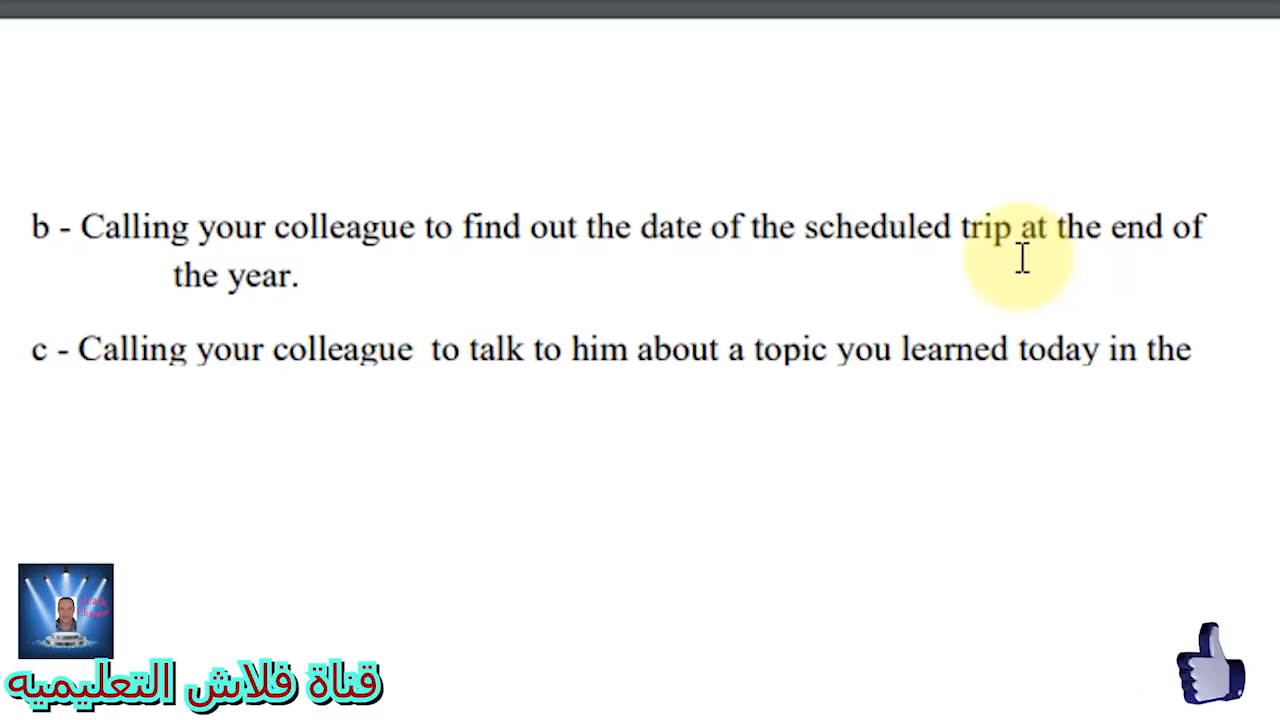 b - Calling your colleague to find out the date of the scheduled trip at the end of
the year.
c - Calling your colleague to talk to him about a topic you learned today in the
قناة فلاش التعليميه